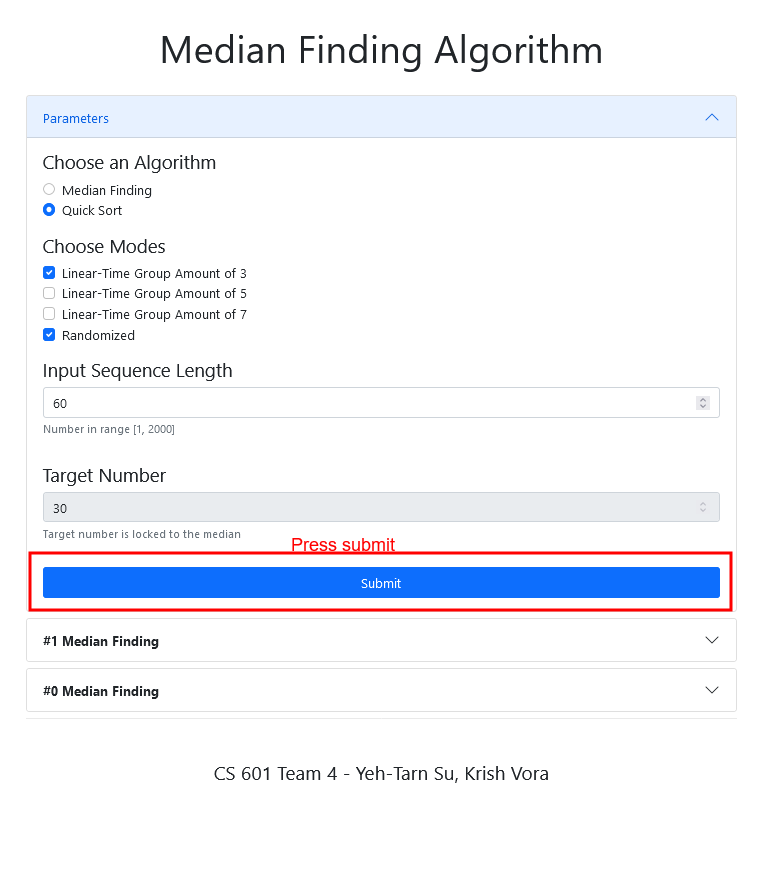 Median Finding Algorithm
Parameters
Choose an Algorithm
Median Finding
Quick Sort
Choose Modes
Linear-Time Group Amount of 3
Linear-Time Group Amount of 5
Linear-Time Group Amount of 7
Randomized
Input Sequence Length
60
Number in range [1, 2000]
Target Number
30
Target number is locked to the median
Press submit
Submit
#1 Median Finding
#0 Median Finding
CS 601 Team 4 - Yeh-Tarn Su, Krish Vora